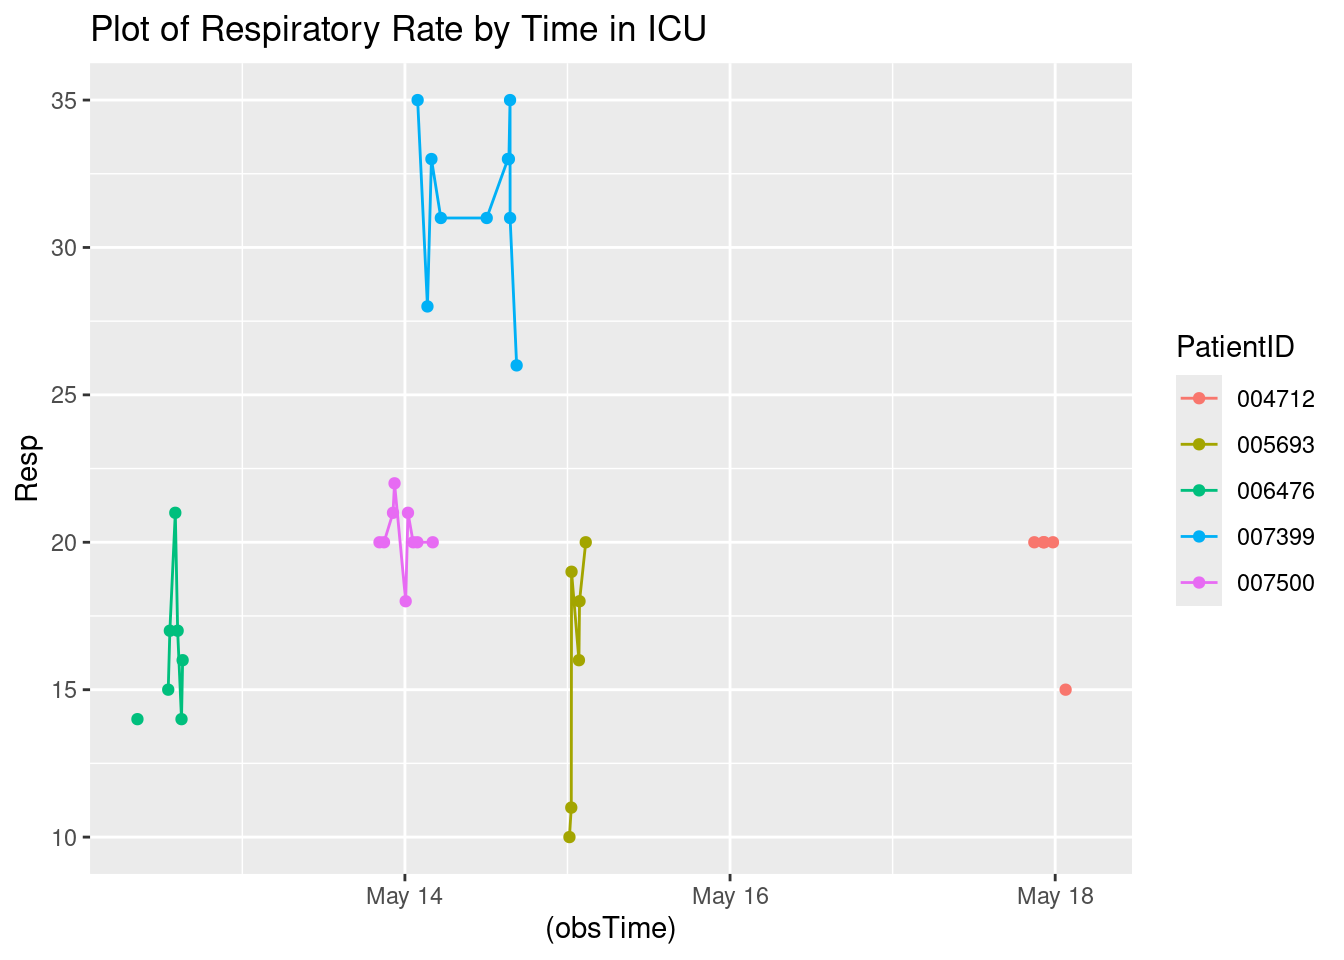 Plot of Respiratory Rate by Time in ICU
35
30
25
20
15
10
Resp
May 14
May 16
May 18
(obsTime)
PatientID
004712
005693
006476
007399
007500